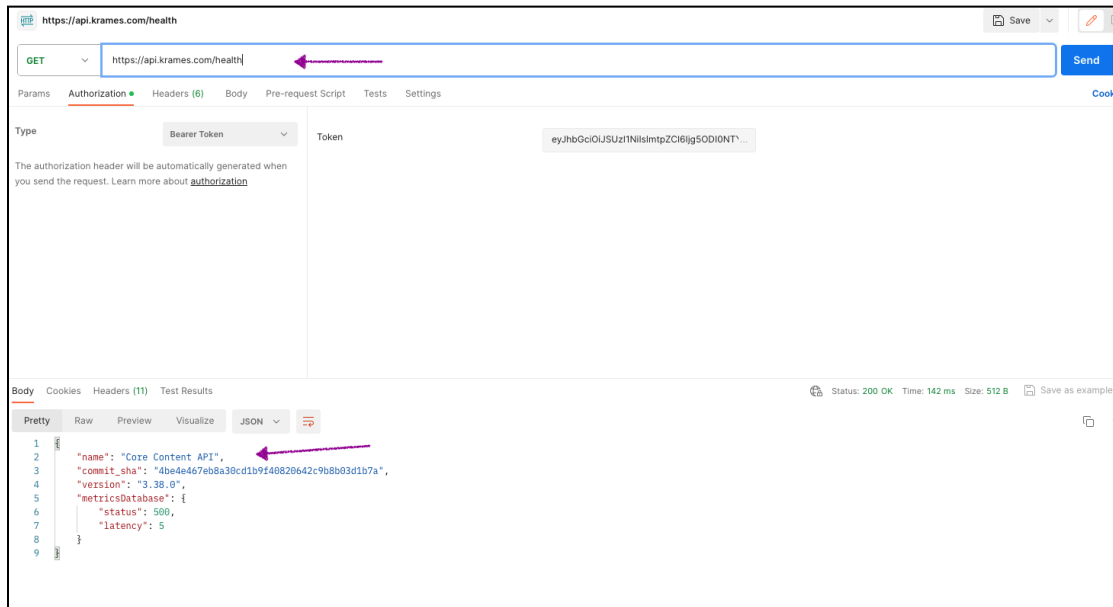 https://api.krames.com/health
Save
GET
https://api.krames.com/health
Send
Params Authorization Headers (6) Body Pre-request Script Tests Settings
Cook
Type
Bearer Token
Token
The authorization header will be automatically generated when
you send the request. Learn more about authorization
Body Cookies Headers (11) Test Results
Status: 200 OK Time: 142 ms Size: 512 B Save as example
Pretty Raw Preview Visualize JSON
1 {
2 "name": "Core Content API",
3 "commit_sha": "4be4e467eb8a30cd1b9f40820642c9b8b03d1b7a",
4 "version": "3.38.0",
5 "metricsDatabase": {
6 "status": 500,
7 "latency": 5
8 }
9 }